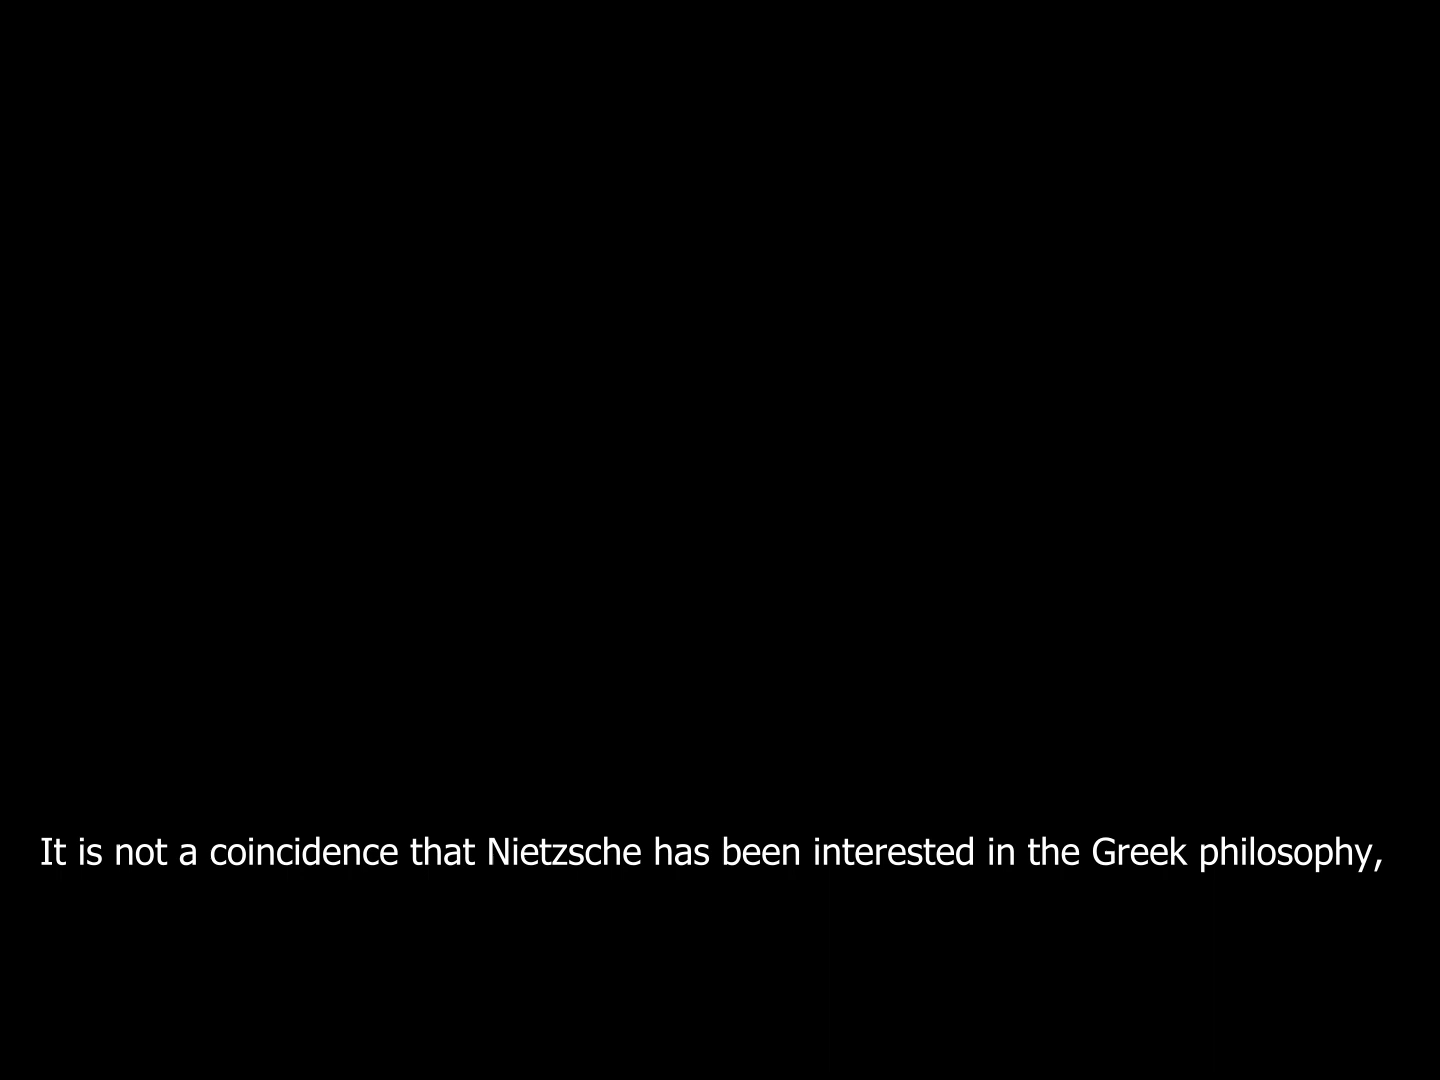 It is not a coincidence that Nietzsche has been interested in the Greek philosophy,